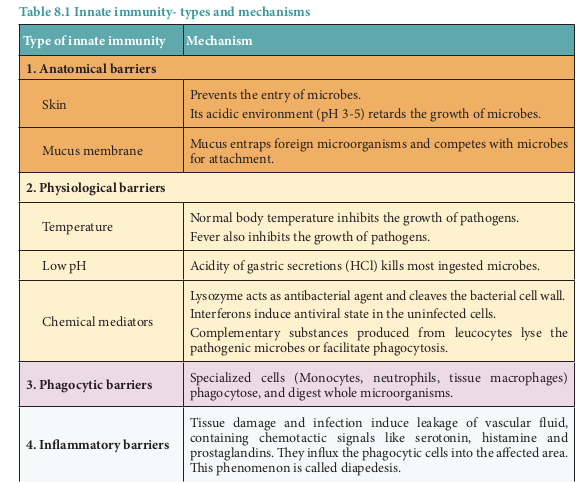 Table 8.1 Innate immunity- types and mechanisms
Type of innate immunity
Mechanism
1. Anatomical barriers
Skin
Prevents the entry of microbes.
Its acidic environment (pH 3-5) retards the growth of microbes.
Mucus membrane
Mucus entraps foreign microorganisms and competes with microbes
for attachment.
2. Physiological barriers
Temperature
Normal body temperature inhibits the growth of pathogens.
Fever also inhibits the growth of pathogens.
Low pH
Acidity of gastric secretions (HCl) kills most ingested microbes.
Chemical mediators
Lysozyme acts as antibacterial agent and cleaves the bacterial cell wall.
Interferons induce antiviral state in the uninfected cells.
Complementary substances produced from leucocytes lyse the
pathogenic microbes or facilitate phagocytosis.
3. Phagocytic barriers
Specialized cells (Monocytes, neutrophils, tissue macrophages)
phagocytose, and digest whole microorganisms.
4. Inflammatory barriers
Tissue damage and infection induce leakage of vascular fluid,
containing chemotactic signals like serotonin, histamine and
prostaglandins. They influx the phagocytic cells into the affected area.
This phenomenon is called diapedesis.